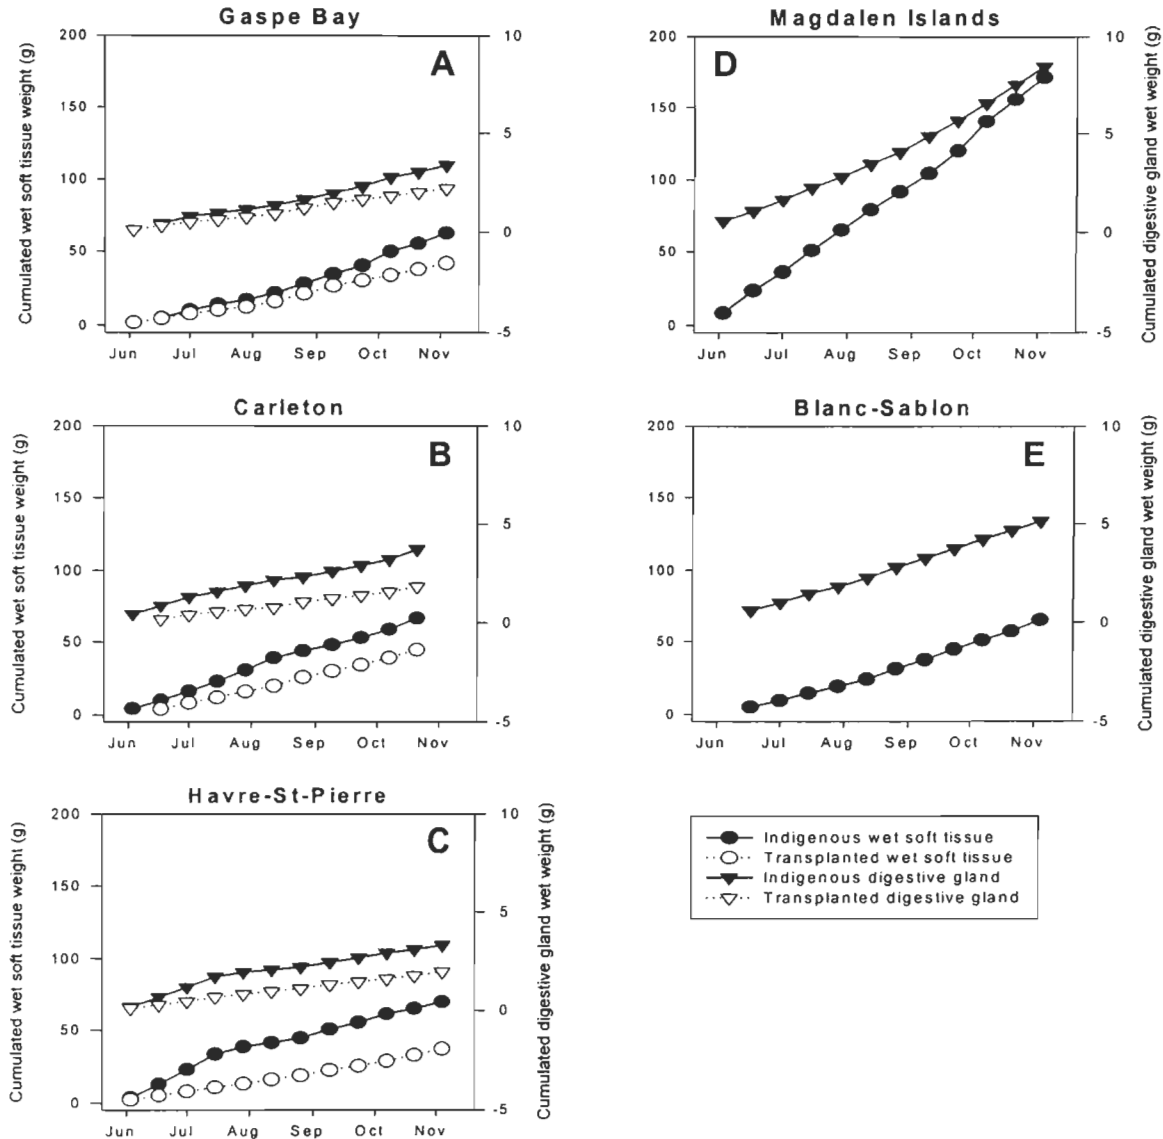 Gaspe Bay
A
Cumulated wet soft tissue weight (g)
200
150
100
50
0
10
5
0
-5
Jun Jul Aug Sep Oct Nov
Magdalen Islands
D
200
150
100
50
0
10
5
0
-5
Cumulated digestive gland wet weight (g)
Jun Jul Aug Sep Oct Nov
Carleton
B
Cumulated wet soft tissue weight (g)
200
150
100
50
0
10
5
0
-5
Jun Jul Aug Sep Oct Nov
Blanc-Sablon
E
200
150
100
50
0
10
5
0
-5
Cumulated digestive gland wet weight (g)
Jun Jul Aug Sep Oct Nov
Havre-St-Pierre
C
Cumulated wet soft tissue weight (g)
200
150
100
50
0
10
5
0
-5
Cumulated digestive gland wet weight (g)
Jun Jul Aug Sep Oct Nov
Indigenous wet soft tissue
Transplanted wet soft tissue
Indigenous digestive gland
Transplanted digestive gland